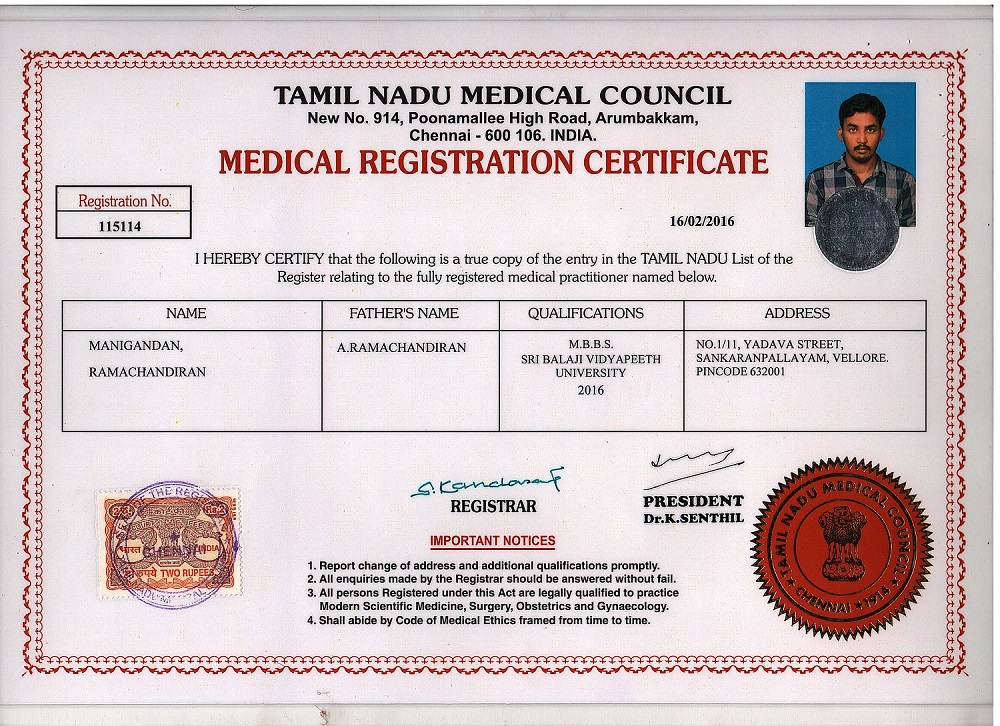 TAMIL NADU MEDICAL COUNCIL
New No. 914, Poonamallee High Road, Arumbakkam,
Chennai - 600 106. INDIA.
MEDICAL REGISTRATION CERTIFICATE
Registration No.
115114
16/02/2016
I HEREBY CERTIFY that the following is a true copy of the entry in the TAMIL NADU List of the
Register relating to the fully registered medical practitioner named below.
NAME
FATHER'S NAME
QUALIFICATIONS
ADDRESS
MANIGANDAN,
RAMACHANDIRAN
A.RAMACHANDIRAN
M.B.B.S.
SRI BALAJI VIDYAPEETH
UNIVERSITY
2016
NO.1/11, YADAVA STREET,
SANKARANPALLAYAM, VELLORE.
PINCODE 632001
REGISTRAR
PRESIDENT
Dr.K.SENTHIL
IMPORTANT NOTICES
1. Report change of address and additional qualifications promptly.
2. All enquiries made by the Registrar should be answered without fail.
3. All persons Registered under this Act are legally qualified to practice
Modern Scientific Medicine, Surgery, Obstetrics and Gynaecology.
4. Shall abide by Code of Medical Ethics framed from time to time.
भारत INDIA
CHENNAI
रुपये TWO RUPEES
TAMIL NADU MEDICAL COUNCIL
CHENNAI ★ 1914